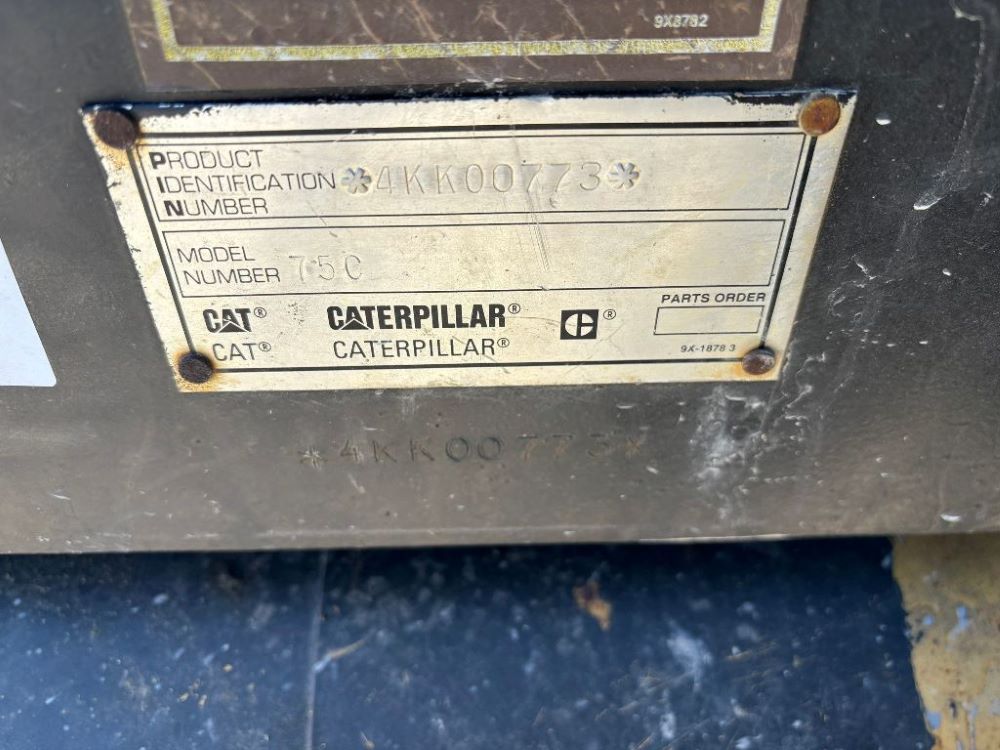 9X8782
PRODUCT
IDENTIFICATION *4KK00773*
NUMBER
MODEL
NUMBER 75C
CAT® CATERPILLAR® C® PARTS ORDER
CAT® CATERPILLAR® 9X-1878 3
*4KK00773*